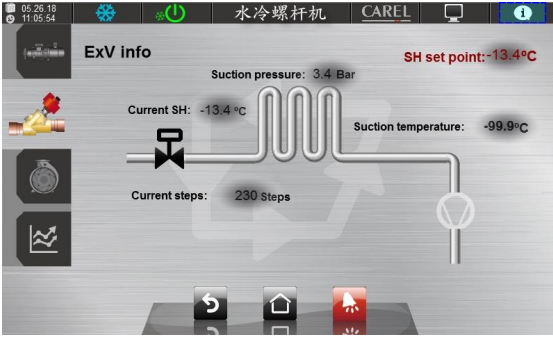 05.26.18
11:05:54
水冷螺杆机
CAREL
i
ExV info
SH set point:-13.4°C
Suction pressure: 3.4 Bar
Current SH: -13.4 °C
Suction temperature: -99.9°C
Current steps: 230 Steps